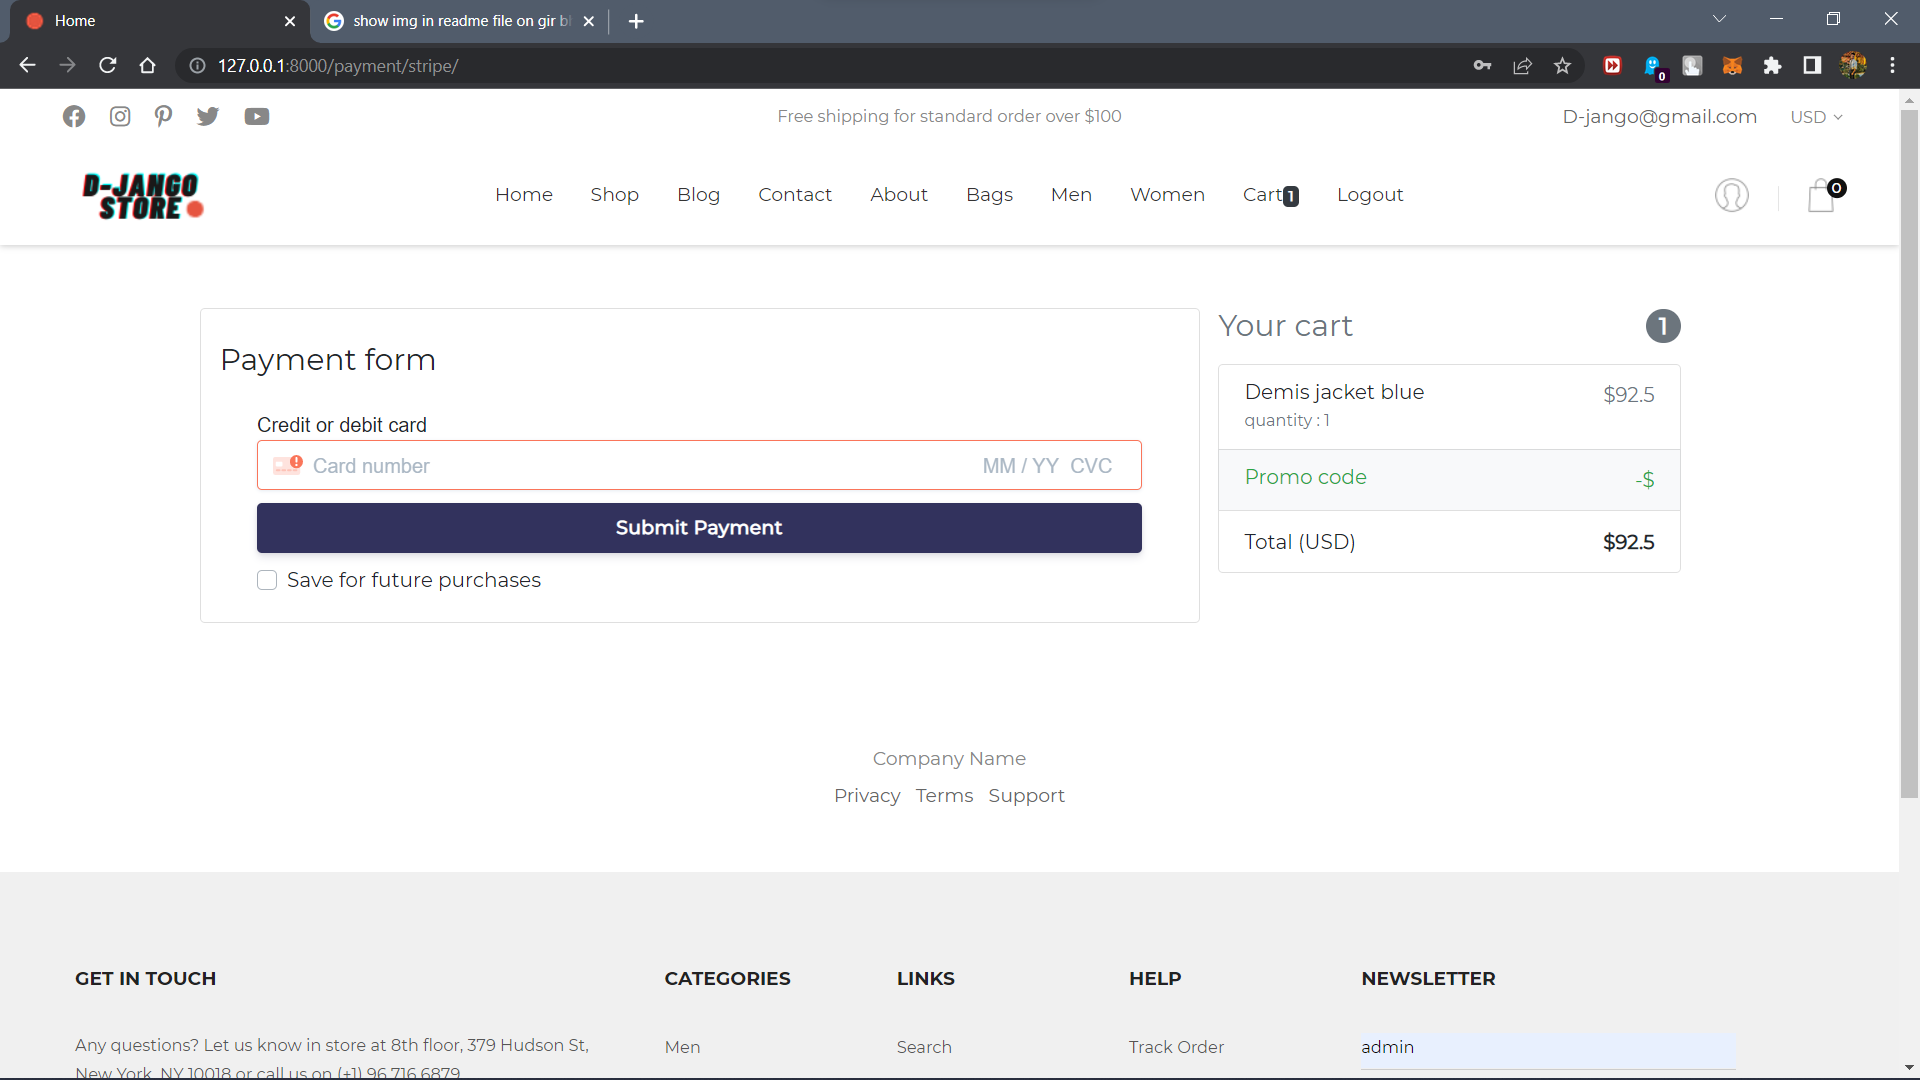 Home
show img in readme file on gir b
127.0.0.1:8000/payment/stripe/
0
Free shipping for standard order over $100
D-jango@gmail.com
USD
D-JANGO
STORE
Home
Shop
Blog
Contact
About
Bags
Men
Women
Cart 1
Logout
0
Payment form
Credit or debit card
Card number
MM / YY CVC
Submit Payment
Save for future purchases
Your cart
1
Demis jacket blue
$92.5
quantity : 1
Promo code
-$
Total (USD)
$92.5
Company Name
Privacy Terms Support
GET IN TOUCH
Any questions? Let us know in store at 8th floor, 379 Hudson St,
New York, NY 10018 or call us on (+1) 96 716 6879
CATEGORIES
Men
LINKS
Search
HELP
Track Order
NEWSLETTER
admin